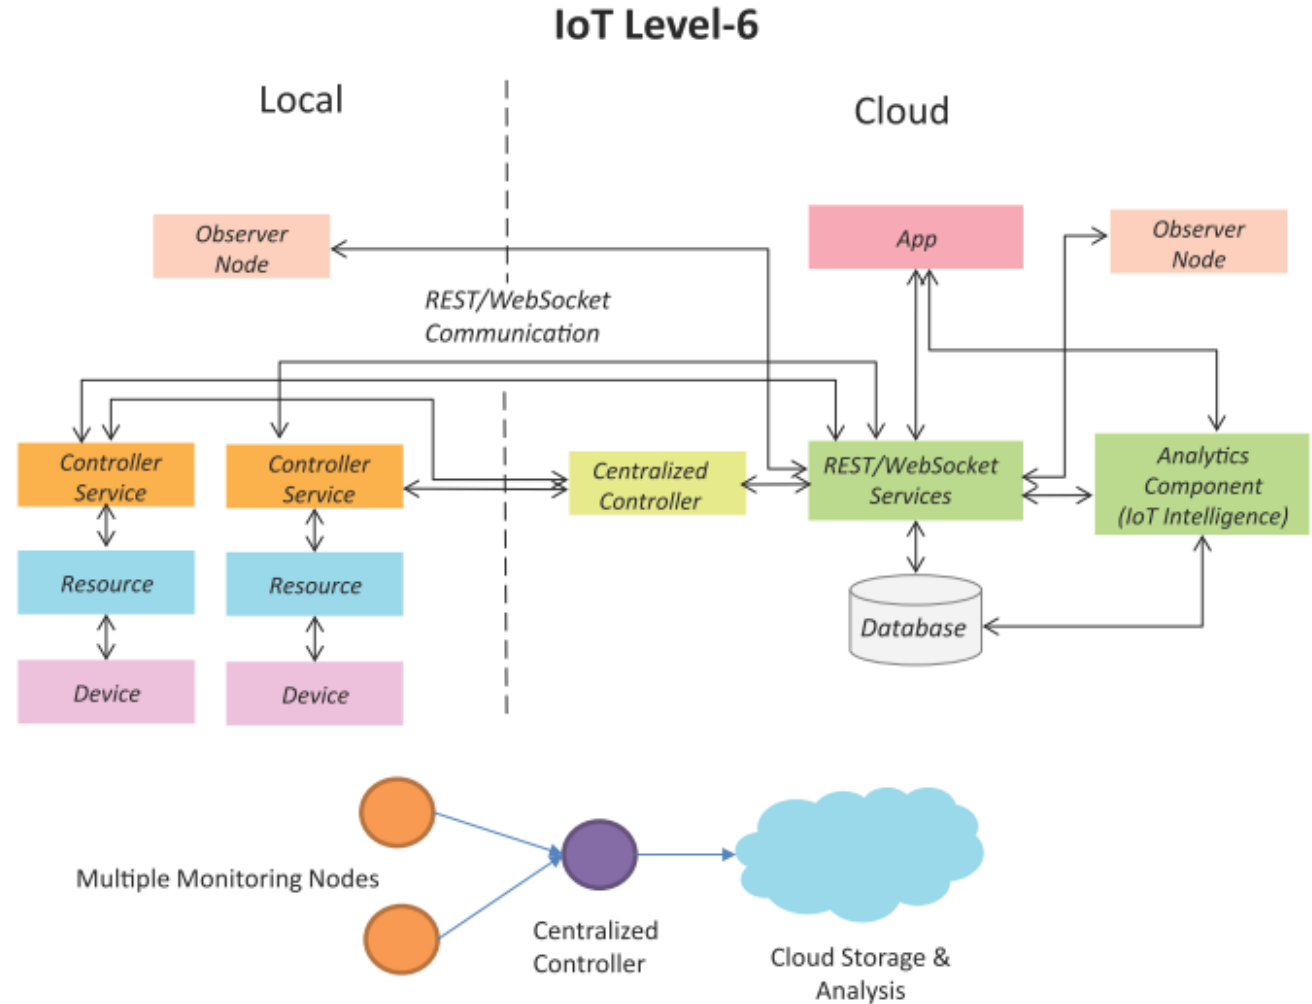 IoT Level-6
Local
Cloud
Observer
Node
App
Observer
Node
REST/WebSocket
Communication
Controller
Service
Controller
Service
Centralized
Controller
REST/WebSocket
Services
Analytics
Component
(IoT Intelligence)
Resource
Resource
Database
Device
Device
Multiple Monitoring Nodes
Centralized
Controller
Cloud Storage &
Analysis